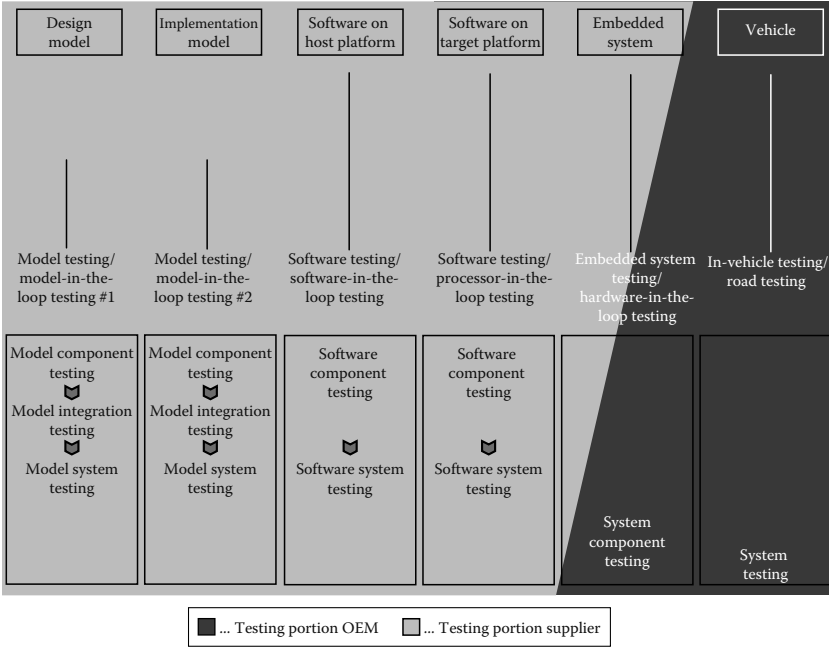 Design
model
Implementation
model
Software on
host platform
Software on
target platform
Embedded
system
Vehicle
Model testing/
model-in-the-
loop testing #1
Model testing/
model-in-the-
loop testing #2
Software testing/
software-in-the-
loop testing
Software testing/
processor-in-the-
loop testing
Embedded system
testing/
hardware-in-the-
loop testing
In-vehicle testing/
road testing
Model component
testing
Model integration
testing
Model system
testing
Model component
testing
Model integration
testing
Model system
testing
Software
component
testing
Software system
testing
Software
component
testing
Software system
testing
System
component
testing
System
testing
... Testing portion OEM
... Testing portion supplier